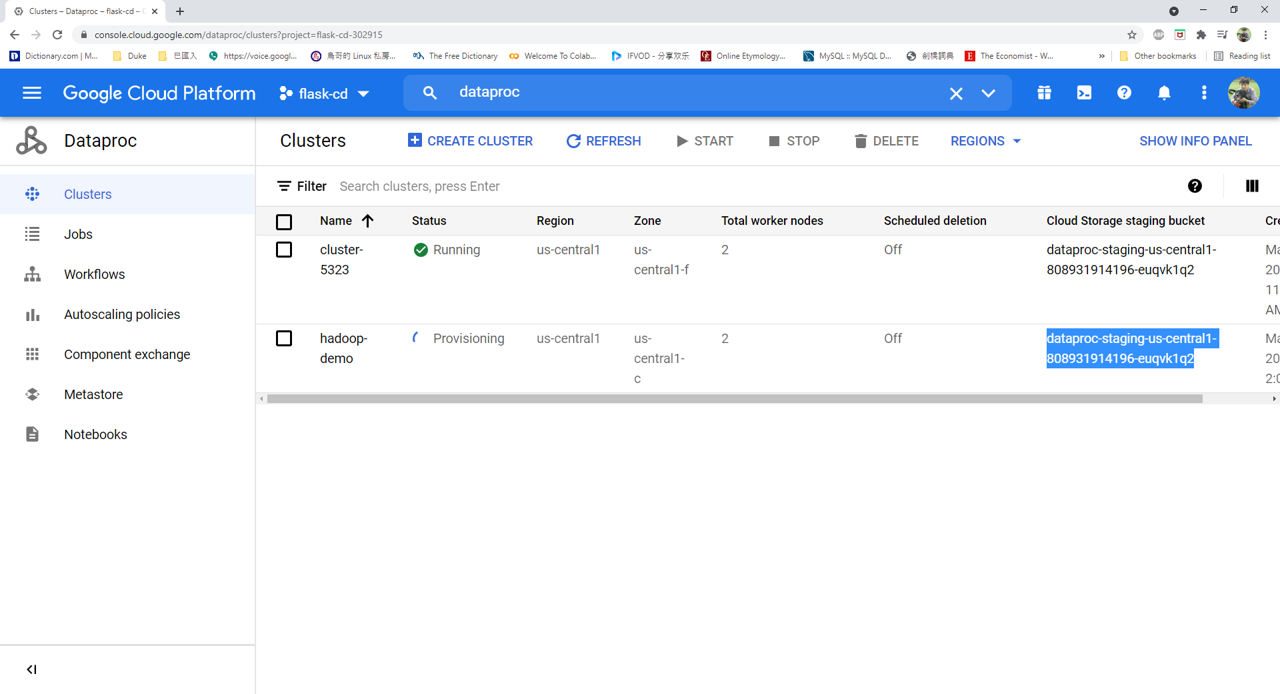 Clusters – Dataproc – flask-cd –
console.cloud.google.com/dataproc/clusters?project=flask-cd-302915
Dictionary.com | M...
Duke
巴國入
https://voice.googl...
鳥哥的 Linux 私房...
The Free Dictionary
Welcome To Colab...
IFVOD - 分享欢乐
Online Etymology...
MySQL :: MySQL D...
劍橋詞典
The Economist - W...
»
Other bookmarks
Reading list
Google Cloud Platform
flask-cd
dataproc
Dataproc
Clusters
CREATE CLUSTER
REFRESH
START
STOP
DELETE
REGIONS
SHOW INFO PANEL
Clusters
Jobs
Workflows
Autoscaling policies
Component exchange
Metastore
Notebooks
Filter Search clusters, press Enter
Name Status Region Zone Total worker nodes Scheduled deletion Cloud Storage staging bucket Cre
cluster- Running us-central1 us- 2 Off dataproc-staging-us-central1- Ma
5323 central1-f 808931914196-euqvk1q2 20
11
AM
hadoop- Provisioning us-central1 us- 2 Off dataproc-staging-us-central1- Ma
demo central1- 808931914196-euqvk1q2 20
c 2:0